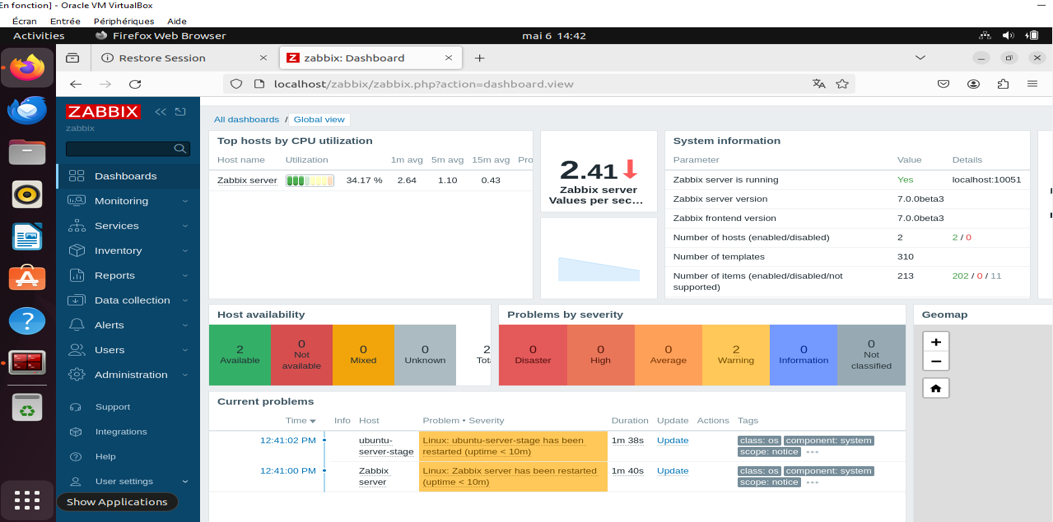 En fonction] - Oracle VM VirtualBox
Écran Entrée Périphériques Aide
Activities Firefox Web Browser mai 6 14:42
Restore Session × zabbix: Dashboard × +
localhost/zabbix/zabbix.php?action=dashboard.view
ZABBIX
zabbix
Dashboards
Monitoring
Services
Inventory
Reports
Data collection
Alerts
Users
Administration
Support
Integrations
Help
User settings
Show Applications
All dashboards / Global view
Top hosts by CPU utilization
Host name Utilization 1m avg 5m avg 15m avg Pro
Zabbix server 34.17 % 2.64 1.10 0.43
2.41
Zabbix server
Values per sec...
System information
Parameter Value Details
Zabbix server is running Yes localhost:10051
Zabbix server version 7.0.0beta3
Zabbix frontend version 7.0.0beta3
Number of hosts (enabled/disabled) 2 2 / 0
Number of templates 310
Number of items (enabled/disabled/not
supported) 213 202 / 0 / 11
Host availability
2
Available
0
Not
available
0
Mixed
0
Unknown
2
Tot
Problems by severity
0
Disaster
0
High
0
Average
2
Warning
0
Information
0
Not
classified
Geomap
+
−
Current problems
Time Info Host Problem • Severity Duration Update Actions Tags
12:41:02 PM ubuntu-
server-stage Linux: ubuntu-server-stage has been
restarted (uptime < 10m) 1m 38s Update class: os component: system
scope: notice •••
12:41:00 PM Zabbix
server Linux: Zabbix server has been restarted
(uptime < 10m) 1m 40s Update class: os component: system
scope: notice •••